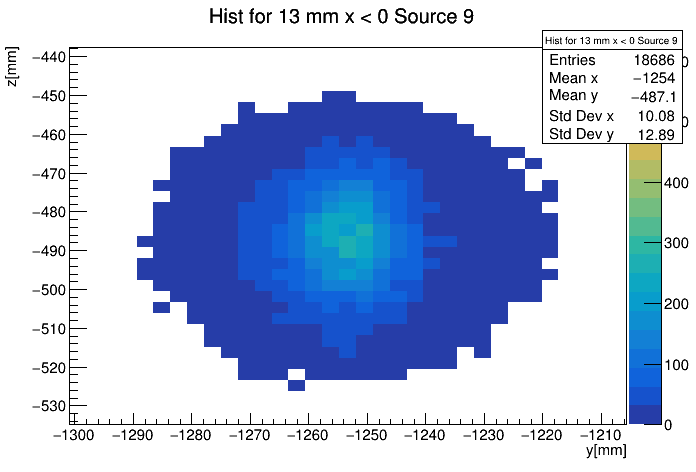 Hist for 13 mm x < 0 Source 9
Hist for 13 mm x < 0 Source 9
Entries 18686
Mean x −1254
Mean y −487.1
Std Dev x 10.08
Std Dev y 12.89
z[mm]
−440
−450
−460
−470
−480
−490
−500
−510
−520
−530
−1300 −1290 −1280 −1270 −1260 −1250 −1240 −1230 −1220 −1210
y[mm]
0
0
400
300
200
100
0